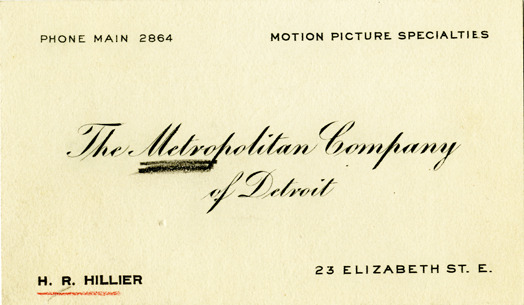 PHONE MAIN 2864
MOTION PICTURE SPECIALTIES
The Metropolitan Company
of Detroit
H. R. HILLIER
23 ELIZABETH ST. E.